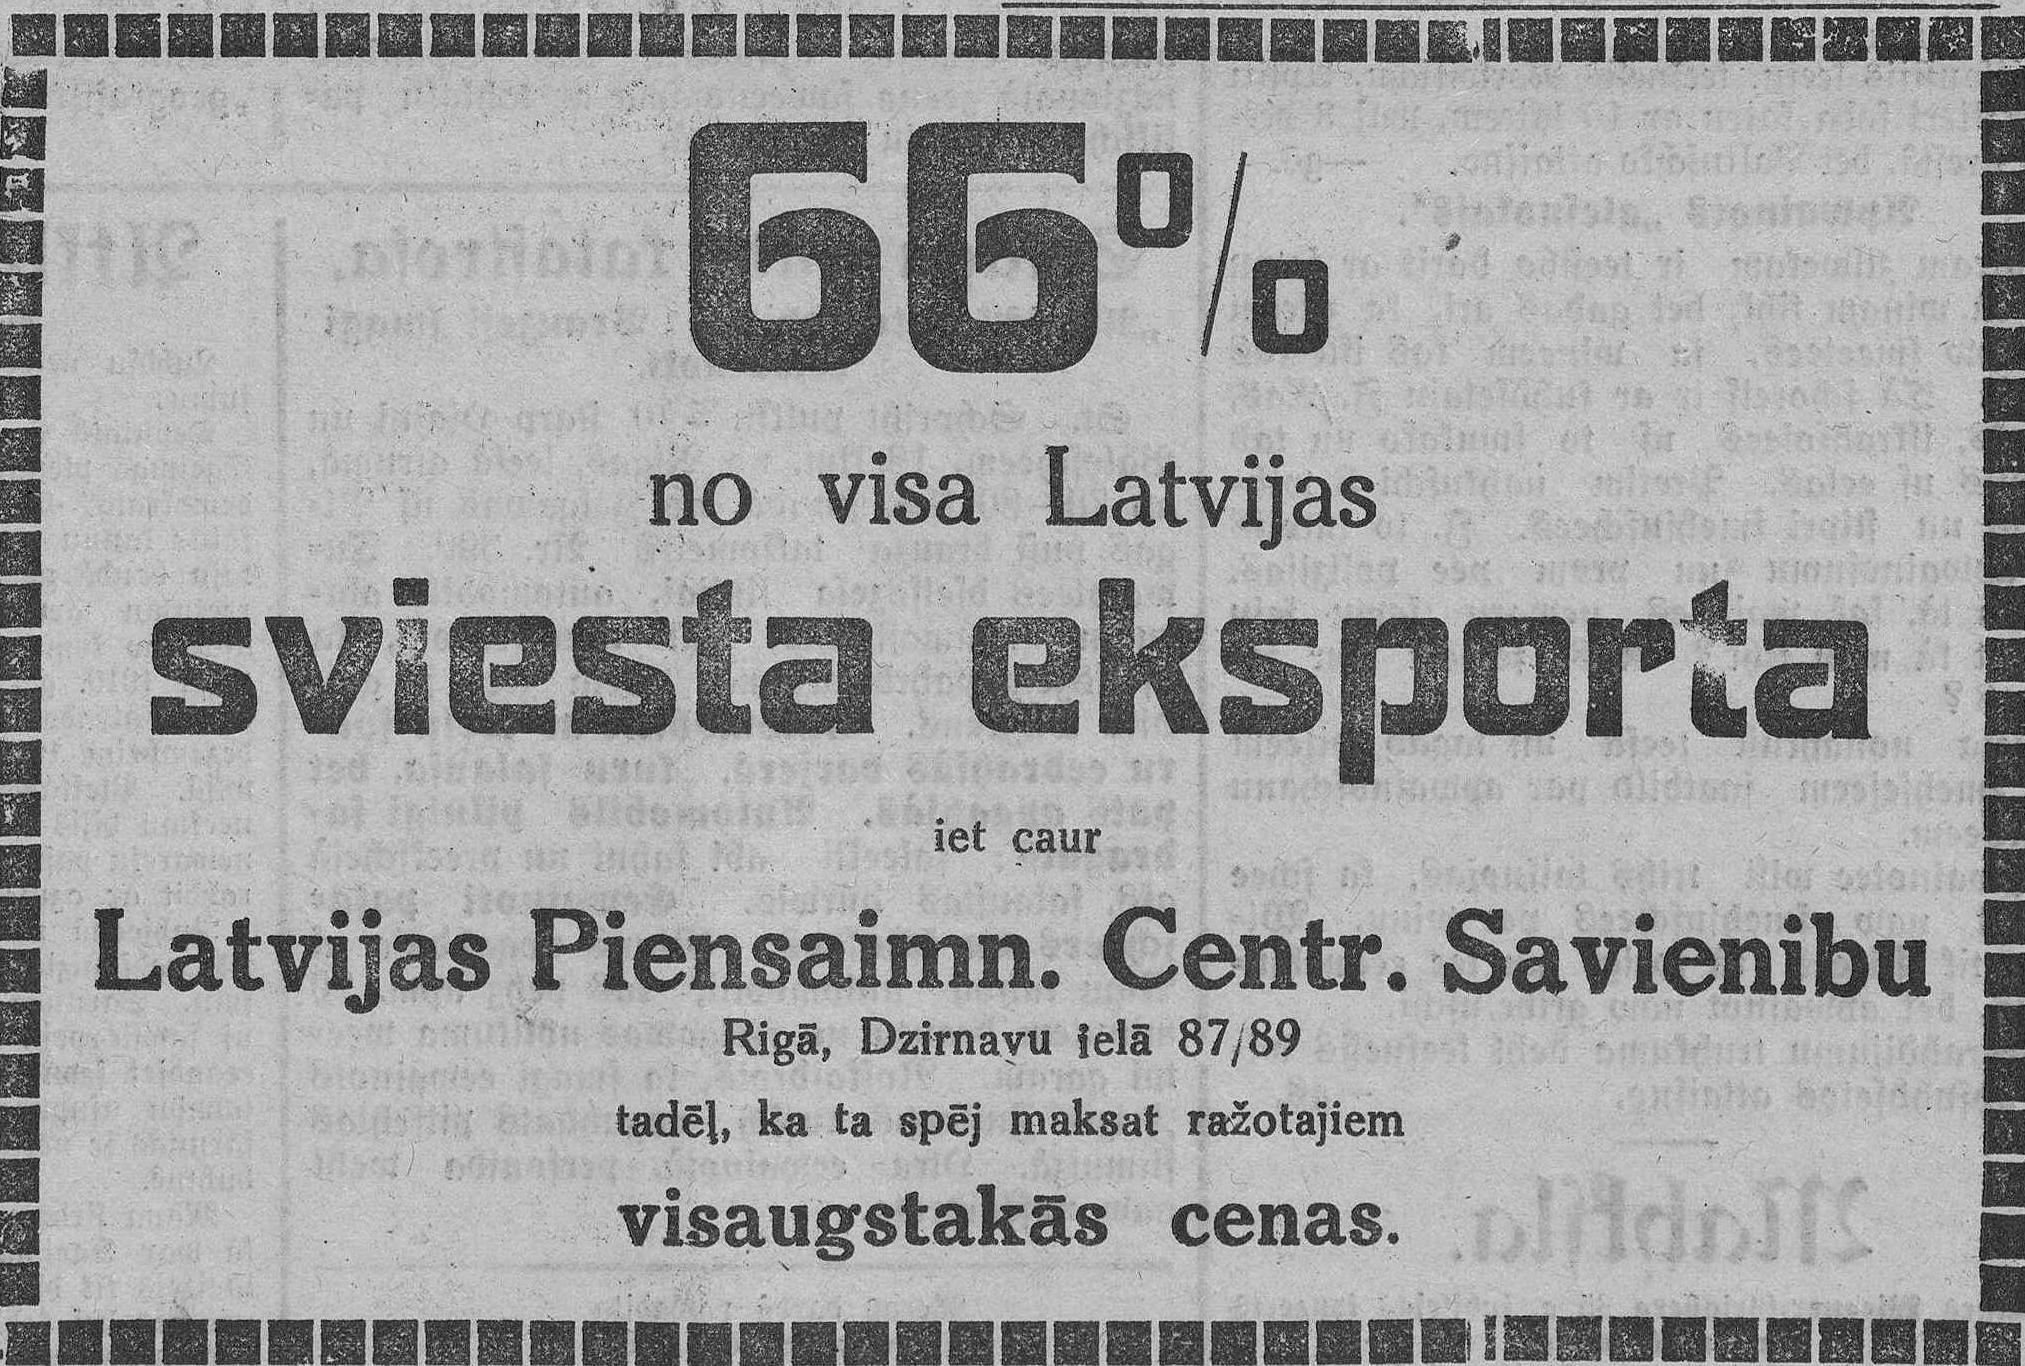 66%
no visa Latvijas
sviesta eksporta
iet caur
Latvijas Piensaimn. Centr. Savienibu
Rigā, Dzirnavu ielā 87/89
tadēļ, ka ta spēj maksat ražotajiem
visaugstakās cenas.